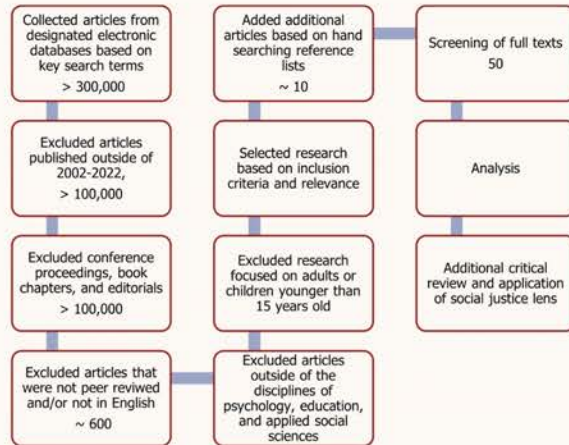 Collected articles from
designated electronic
databases based on
key search terms
> 300,000
Excluded articles
published outside of
2002-2022,
> 100,000
Excluded conference
proceedings, book
chapters, and editorials
> 100,000
Excluded articles that
were not peer reviwed
and/or not in English
~ 600
Excluded articles
outside of the
disciplines of
psychology, education,
and applied social
sciences
Excluded research
focused on adults or
children younger than
15 years old
Selected research
based on inclusion
criteria and relevance
Added additional
articles based on hand
searching reference
lists
~ 10
Screening of full texts
50
Analysis
Additional critical
review and application
of social justice lens